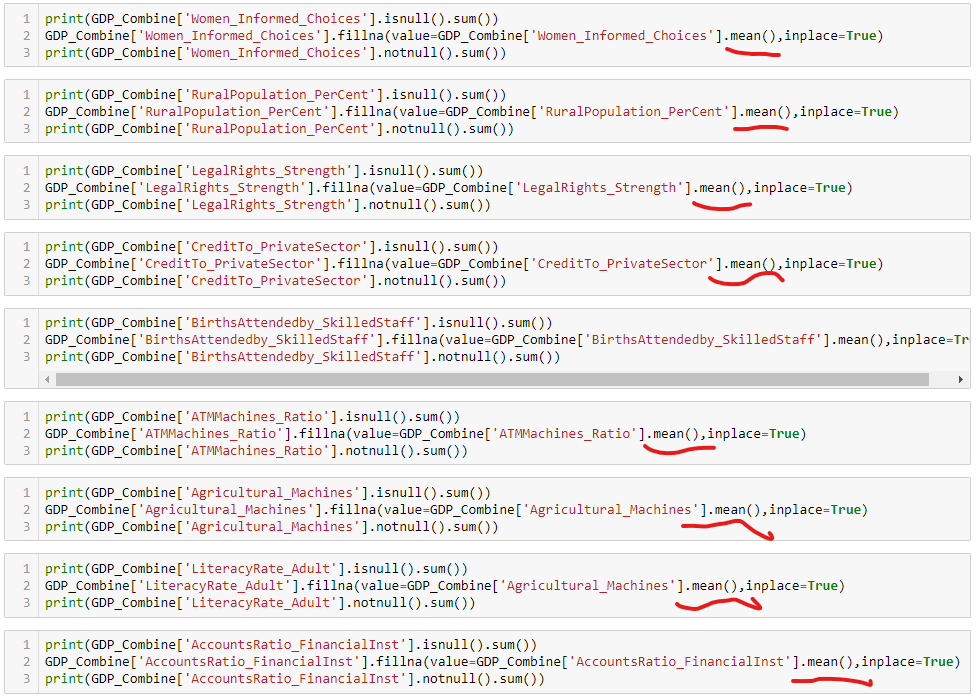 1 print(GDP_Combine['Women_Informed_Choices'].isnull().sum())
2 GDP_Combine['Women_Informed_Choices'].fillna(value=GDP_Combine['Women_Informed_Choices'].mean(),inplace=True)
3 print(GDP_Combine['Women_Informed_Choices'].notnull().sum())
1 print(GDP_Combine['RuralPopulation_PerCent'].isnull().sum())
2 GDP_Combine['RuralPopulation_PerCent'].fillna(value=GDP_Combine['RuralPopulation_PerCent'].mean(),inplace=True)
3 print(GDP_Combine['RuralPopulation_PerCent'].notnull().sum())
1 print(GDP_Combine['LegalRights_Strength'].isnull().sum())
2 GDP_Combine['LegalRights_Strength'].fillna(value=GDP_Combine['LegalRights_Strength'].mean(),inplace=True)
3 print(GDP_Combine['LegalRights_Strength'].notnull().sum())
1 print(GDP_Combine['CreditTo_PrivateSector'].isnull().sum())
2 GDP_Combine['CreditTo_PrivateSector'].fillna(value=GDP_Combine['CreditTo_PrivateSector'].mean(),inplace=True)
3 print(GDP_Combine['CreditTo_PrivateSector'].notnull().sum())
1 print(GDP_Combine['BirthsAttendedby_SkilledStaff'].isnull().sum())
2 GDP_Combine['BirthsAttendedby_SkilledStaff'].fillna(value=GDP_Combine['BirthsAttendedby_SkilledStaff'].mean(),inplace=Tr
3 print(GDP_Combine['BirthsAttendedby_SkilledStaff'].notnull().sum())
1 print(GDP_Combine['ATMMachines_Ratio'].isnull().sum())
2 GDP_Combine['ATMMachines_Ratio'].fillna(value=GDP_Combine['ATMMachines_Ratio'].mean(),inplace=True)
3 print(GDP_Combine['ATMMachines_Ratio'].notnull().sum())
1 print(GDP_Combine['Agricultural_Machines'].isnull().sum())
2 GDP_Combine['Agricultural_Machines'].fillna(value=GDP_Combine['Agricultural_Machines'].mean(),inplace=True)
3 print(GDP_Combine['Agricultural_Machines'].notnull().sum())
1 print(GDP_Combine['LiteracyRate_Adult'].isnull().sum())
2 GDP_Combine['LiteracyRate_Adult'].fillna(value=GDP_Combine['Agricultural_Machines'].mean(),inplace=True)
3 print(GDP_Combine['LiteracyRate_Adult'].notnull().sum())
1 print(GDP_Combine['AccountsRatio_FinancialInst'].isnull().sum())
2 GDP_Combine['AccountsRatio_FinancialInst'].fillna(value=GDP_Combine['AccountsRatio_FinancialInst'].mean(),inplace=True)
3 print(GDP_Combine['AccountsRatio_FinancialInst'].notnull().sum())